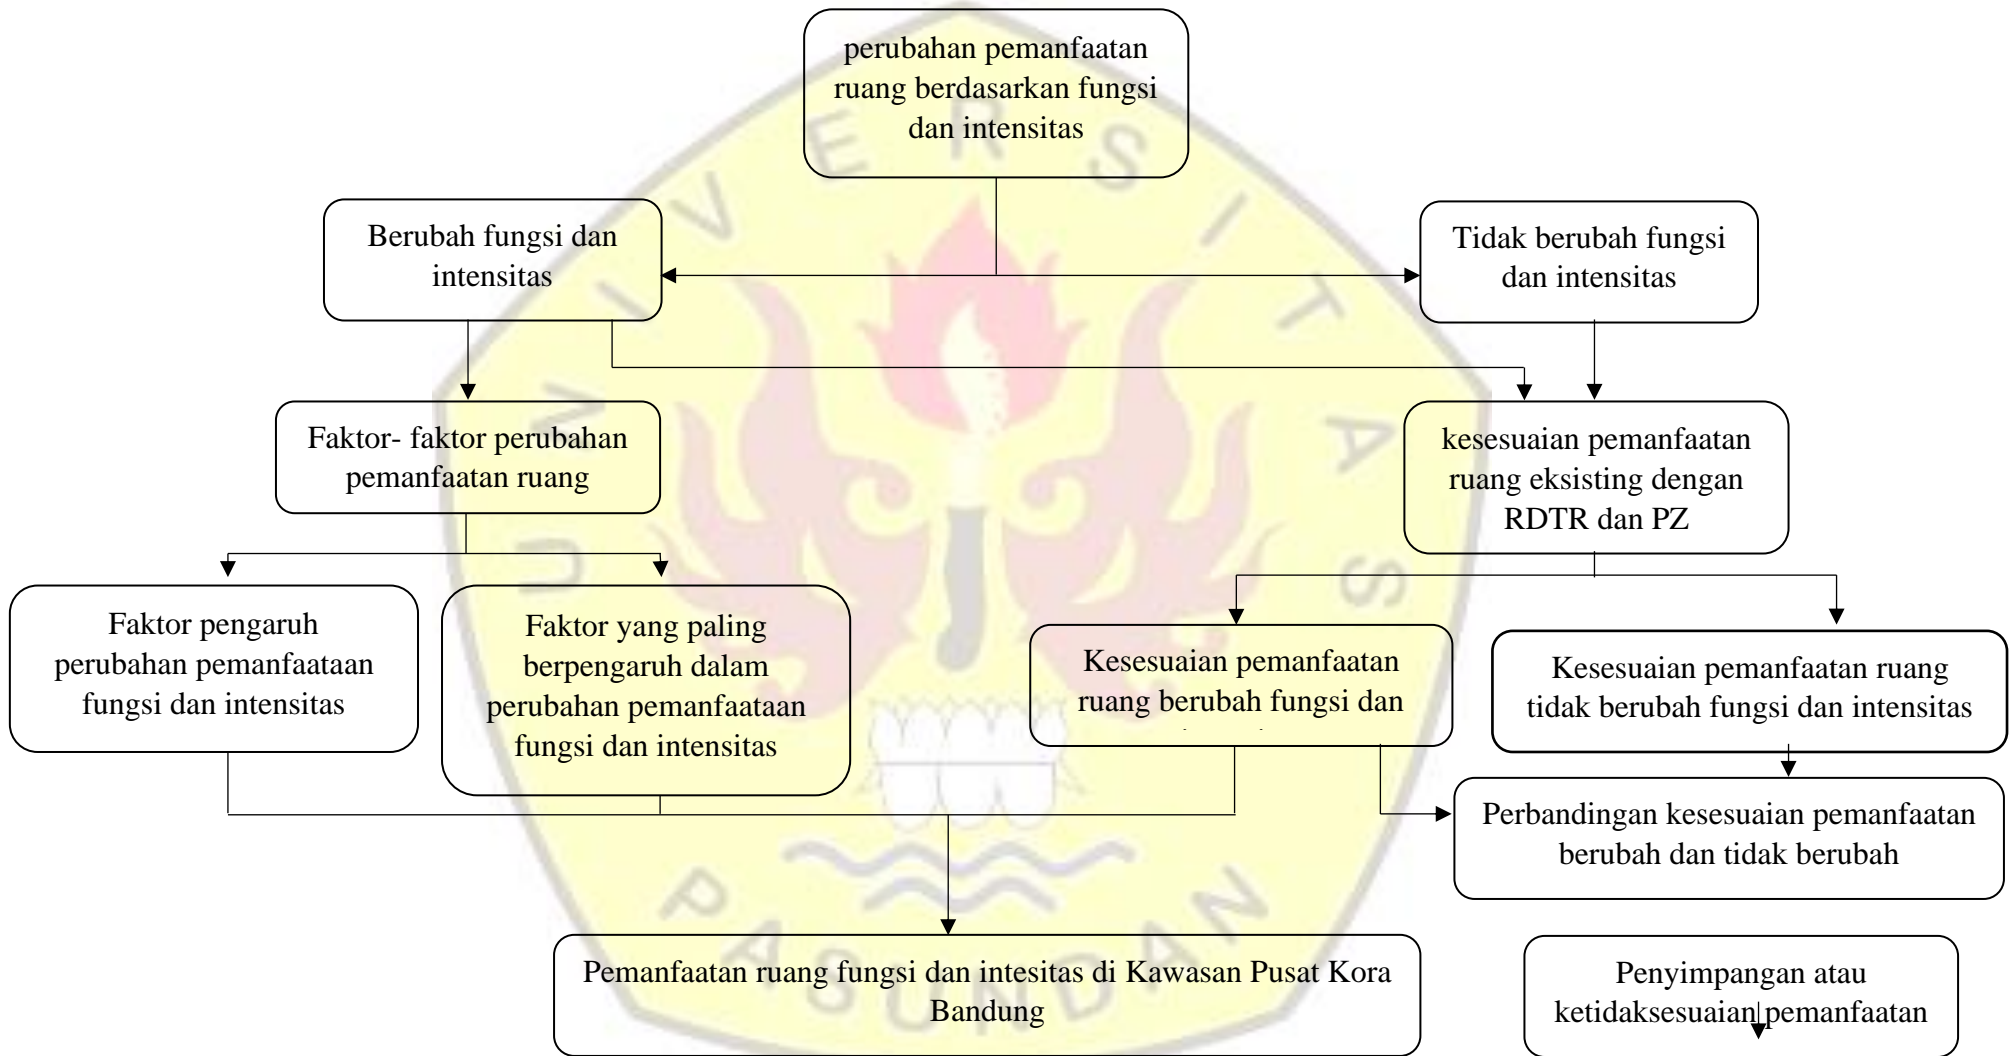 perubahan pemanfaatan
ruang berdasarkan fungsi
dan intensitas
Berubah fungsi dan
intensitas
Tidak berubah fungsi
dan intensitas
Faktor- faktor perubahan
pemanfaatan ruang
kesesuaian pemanfaatan
ruang eksisting dengan
RDTR dan PZ
Faktor pengaruh
perubahan pemanfaataan
fungsi dan intensitas
Faktor yang paling
berpengaruh dalam
perubahan pemanfaataan
fungsi dan intensitas
Kesesuaian pemanfaatan
ruang berubah fungsi dan
Kesesuaian pemanfaatan ruang
tidak berubah fungsi dan intensitas
Perbandingan kesesuaian pemanfaatan
berubah dan tidak berubah
Pemanfaatan ruang fungsi dan intesitas di Kawasan Pusat Kora
Bandung
Penyimpangan atau
ketidaksesuaian pemanfaatan
UNIVERSITAS
PASUNDAN